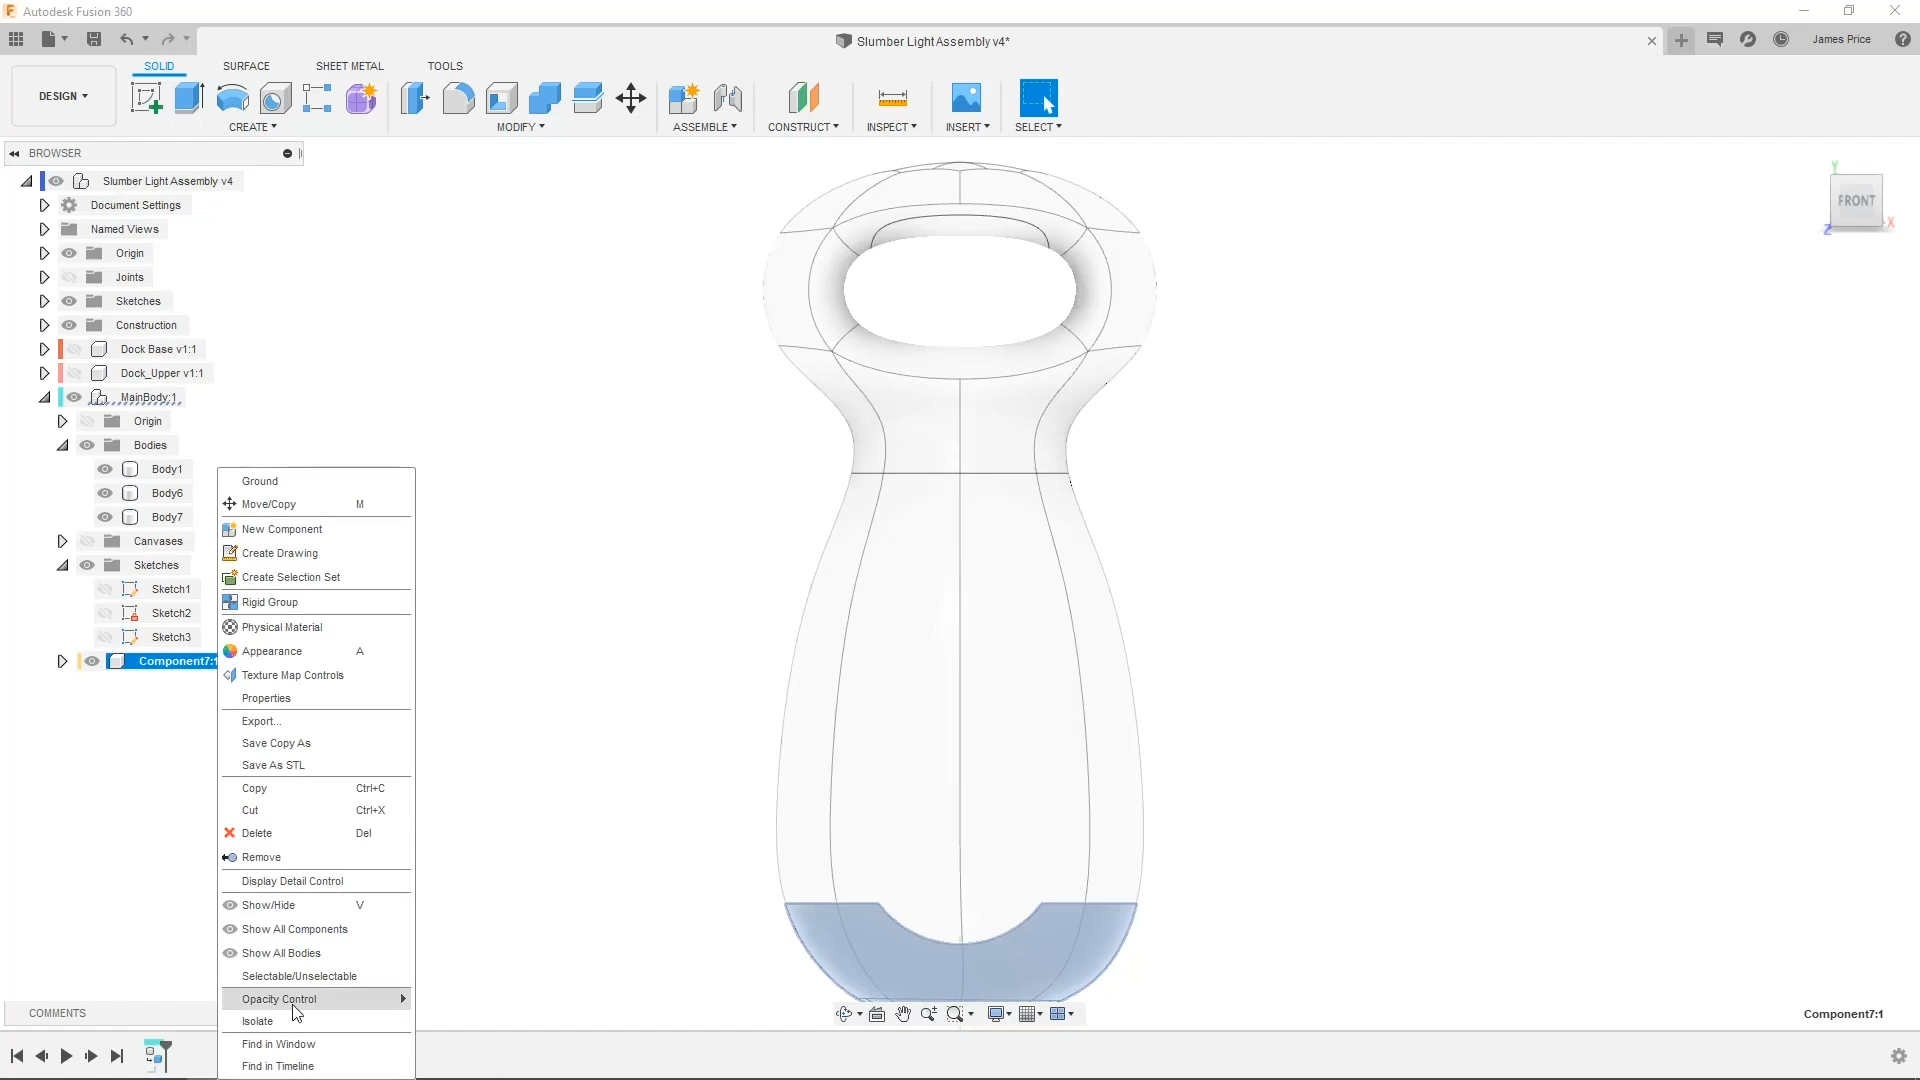 Autodesk Fusion 360
Slumber Light Assembly v4*
James Price
DESIGN
SOLID
SURFACE
SHEET METAL
TOOLS
CREATE
MODIFY
ASSEMBLE
CONSTRUCT
INSPECT
INSERT
SELECT
BROWSER
Slumber Light Assembly v4
Document Settings
Named Views
Origin
Joints
Sketches
Construction
Dock Base v1:1
Dock_Upper v1:1
MainBody:1
Origin
Bodies
Body1
Body6
Body7
Canvases
Sketches
Sketch1
Sketch2
Sketch3
Component7:1
Ground
Move/Copy M
New Component
Create Drawing
Create Selection Set
Rigid Group
Physical Material
Appearance A
Texture Map Controls
Properties
Export...
Save Copy As
Save As STL
Copy Ctrl+C
Cut Ctrl+X
Delete Del
Remove
Display Detail Control
Show/Hide V
Show All Components
Show All Bodies
Selectable/Unselectable
Opacity Control
Isolate
Find in Window
Find in Timeline
Y
FRONT
X
Z
COMMENTS
Component7:1